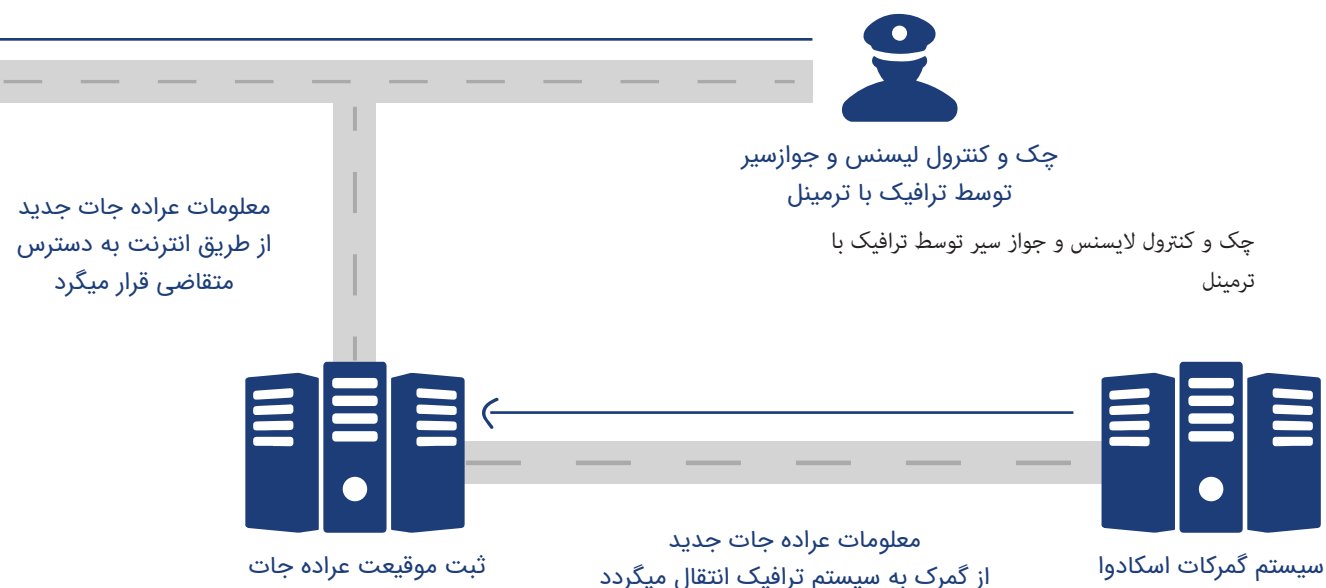 چک و کنترول لیسنس و جوازسیر
توسط ترافیک با ترمینل
چک و کنترول لایسنس و جواز سیر توسط ترافیک با
ترمینل
معلومات عراده جات جدید
از طریق انترنت به دسترس
متقاضی قرار میگرد
سیستم گمرکات اسکادوا
معلومات عراده جات جدید
از گمرک به سیستم ترافیک انتقال میگردد
ثبت موقیعت عراده جات